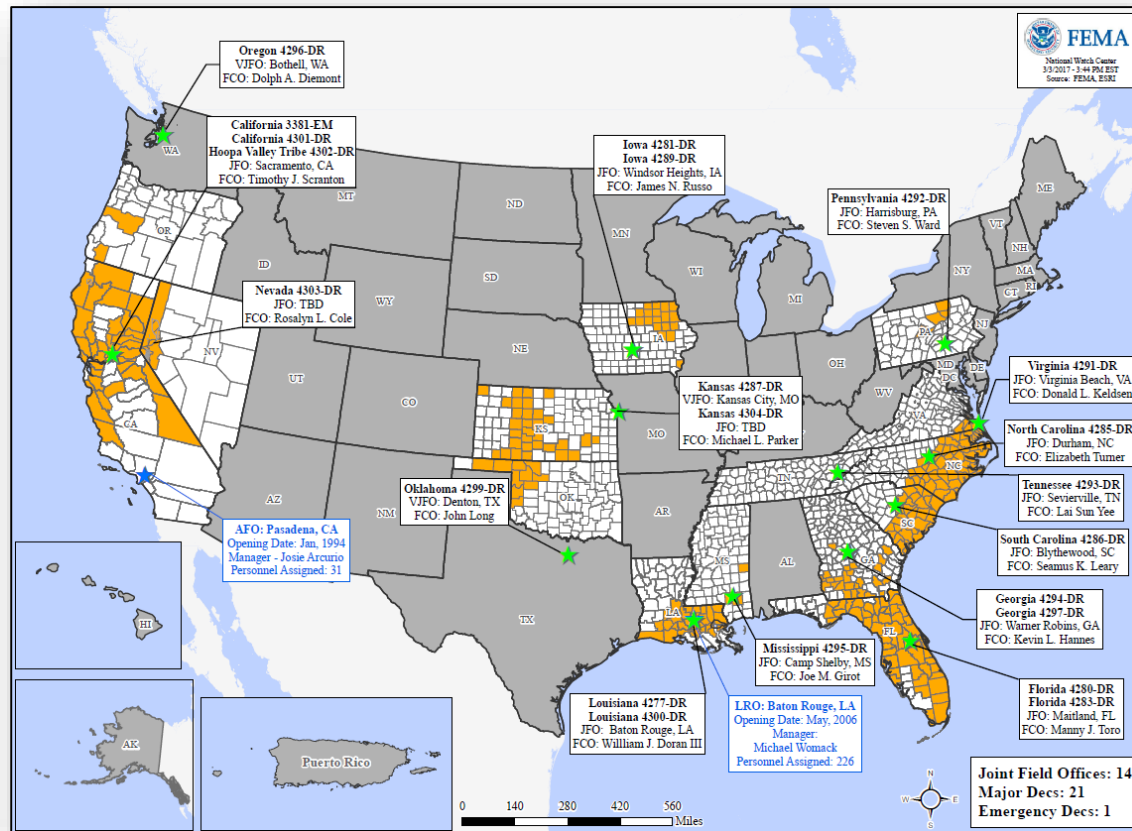 FEMA
National Watch Center
3/3/2017 - 3:44 PM EST
Source: FEMA, ESRI
Oregon 4296-DR
VJFO: Bothell, WA
FCO: Dolph A. Diemont
California 3381-EM
California 4301-DR
Hoopa Valley Tribe 4302-DR
JFO: Sacramento, CA
FCO: Timothy J. Scranton
Iowa 4281-DR
Iowa 4289-DR
JFO: Windsor Heights, IA
FCO: James N. Russo
Pennsylvania 4292-DR
JFO: Harrisburg, PA
FCO: Steven S. Ward
Nevada 4303-DR
JFO: TBD
FCO: Rosalyn L. Cole
Virginia 4291-DR
JFO: Virginia Beach, VA
FCO: Donald L. Keldsen
Kansas 4287-DR
VJFO: Kansas City, MO
Kansas 4304-DR
JFO: TBD
FCO: Michael L. Parker
North Carolina 4285-DR
JFO: Durham, NC
FCO: Elizabeth Turner
Oklahoma 4299-DR
VJFO: Denton, TX
FCO: John Long
Tennessee 4293-DR
JFO: Sevierville, TN
FCO: Lai Sun Yee
AFO: Pasadena, CA
Opening Date: Jan, 1994
Manager - Josie Arcurio
Personnel Assigned: 31
South Carolina 4286-DR
JFO: Blythewood, SC
FCO: Seamus K. Leary
Georgia 4294-DR
Georgia 4297-DR
JFO: Warner Robins, GA
FCO: Kevin L. Hannes
Mississippi 4295-DR
JFO: Camp Shelby, MS
FCO: Joe M. Girot
Louisiana 4277-DR
Louisiana 4300-DR
JFO: Baton Rouge, LA
FCO: Willliam J. Doran III
LRO: Baton Rouge, LA
Opening Date: May, 2006
Manager:
Michael Womack
Personnel Assigned: 226
Florida 4280-DR
Florida 4283-DR
JFO: Maitland, FL
FCO: Manny J. Toro
WA
MT
ND
MN
ME
VT
NH
OR
ID
SD
WI
MI
NY
MA
CT
RI
WY
IA
PA
NJ
NE
OH
MD
DE
DC
NV
UT
CO
WV
VA
CA
KS
MO
NC
TN
AZ
NM
OK
AR
SC
MS
AL
GA
TX
LA
FL
HI
AK
Puerto Rico
N
W
E
S
0 140 280 420 560
Miles
Joint Field Offices: 14
Major Decs: 21
Emergency Decs: 1